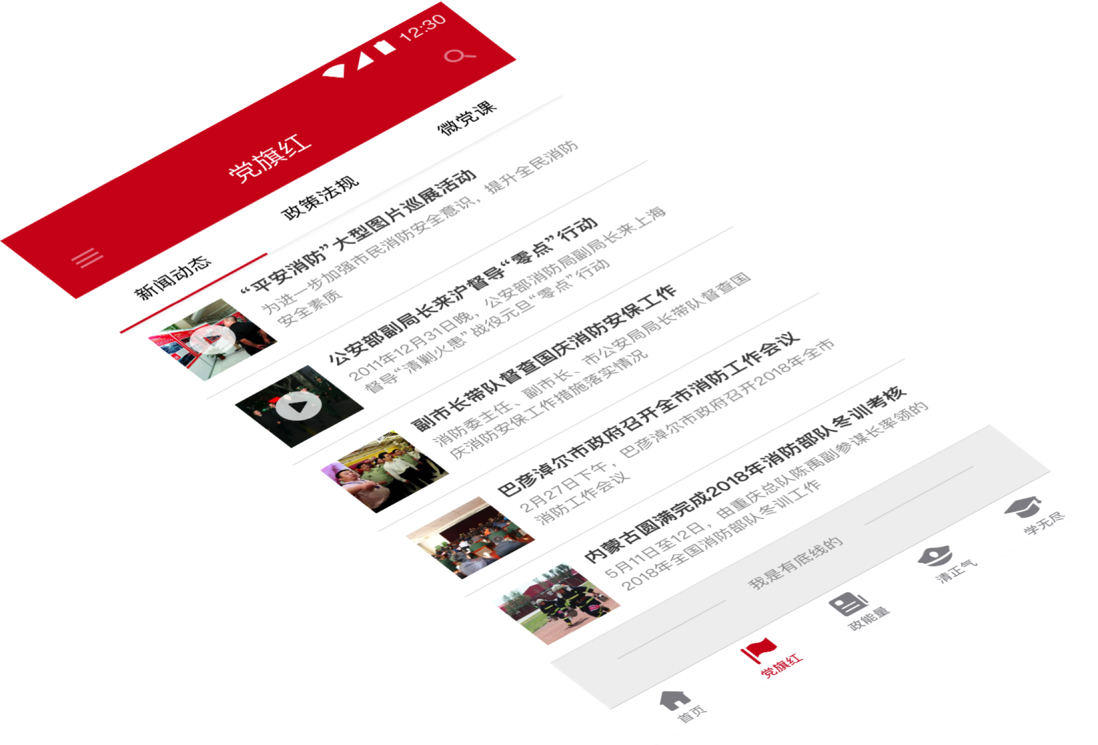 12:30
党旗红
新闻动态
政策法规
微党课
“平安消防”大型图片巡展活动
为进一步加强市民消防安全意识，提升全民消防
安全素质
公安部副局长来沪督导“零点”行动
2011年12月31日晚，公安部消防局副局长来上海
督导“清剿火患”战役元旦“零点”行动
副市长带队督查国庆消防安保工作
消防委主任、副市长、市公安局局长带队督查国
庆消防安保工作措施落实情况
巴彦淖尔市政府召开全市消防工作会议
2月27日下午，巴彦淖尔市政府召开2018年全市
消防工作会议
内蒙古圆满完成2018年消防部队冬训考核
5月11日至12日，由重庆总队陈禹副参谋长率领的
2018年全国消防部队冬训工作
我是有底线的
首页
党旗红
政能量
清正气
学无尽